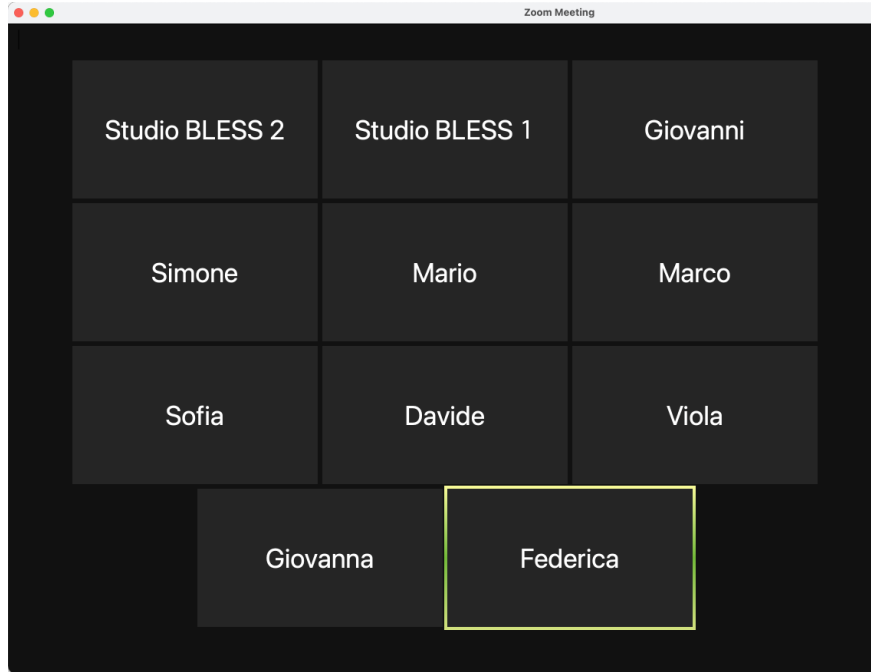 Zoom Meeting
Studio BLESS 2
Studio BLESS 1
Giovanni
Simone
Mario
Marco
Sofia
Davide
Viola
Giovanna
Federica